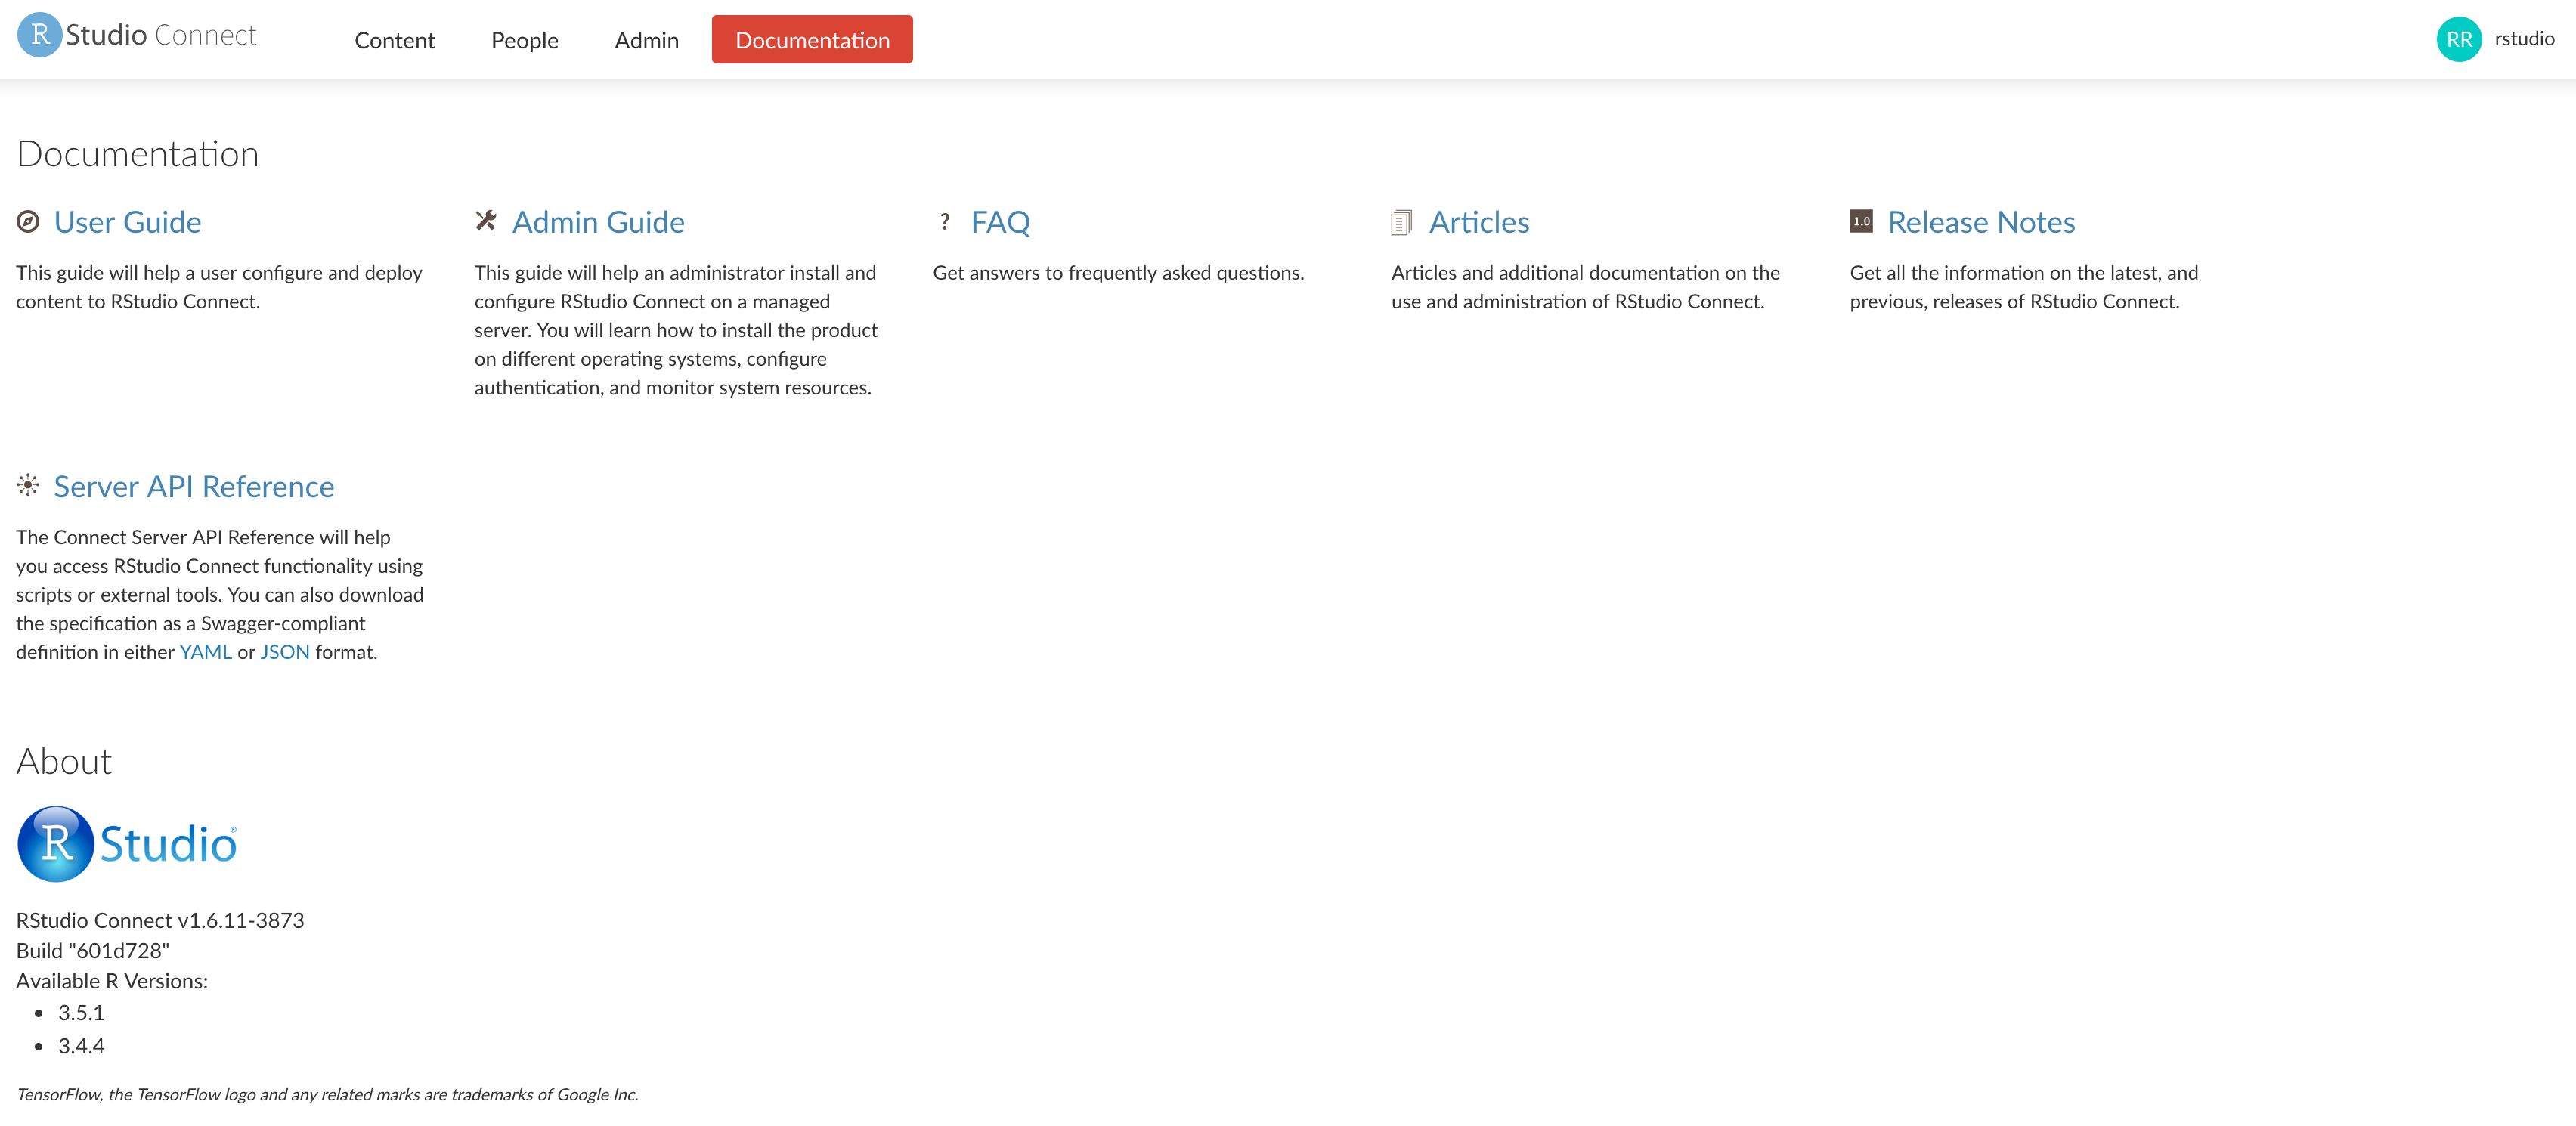 R Studio Connect
Content
People
Admin
Documentation
RR
rstudio
Documentation
User Guide
This guide will help a user configure and deploy
content to RStudio Connect.
Admin Guide
This guide will help an administrator install and
configure RStudio Connect on a managed
server. You will learn how to install the product
on different operating systems, configure
authentication, and monitor system resources.
? FAQ
Get answers to frequently asked questions.
Articles
Articles and additional documentation on the
use and administration of RStudio Connect.
1.0 Release Notes
Get all the information on the latest, and
previous, releases of RStudio Connect.
Server API Reference
The Connect Server API Reference will help
you access RStudio Connect functionality using
scripts or external tools. You can also download
the specification as a Swagger-compliant
definition in either YAML or JSON format.
About
R Studio®
RStudio Connect v1.6.11-3873
Build "601d728"
Available R Versions:
• 3.5.1
• 3.4.4
TensorFlow, the TensorFlow logo and any related marks are trademarks of Google Inc.